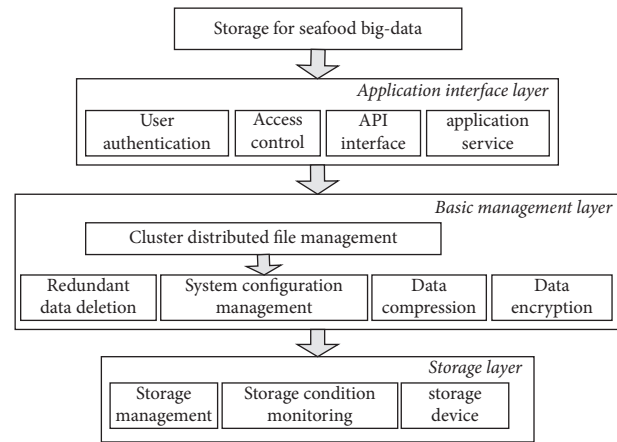 Storage for seafood big-data
Application interface layer
User
authentication
Access
control
API
interface
application
service
Basic management layer
Cluster distributed file management
Redundant
data deletion
System configuration
management
Data
compression
Data
encryption
Storage layer
Storage
management
Storage condition
monitoring
storage
device